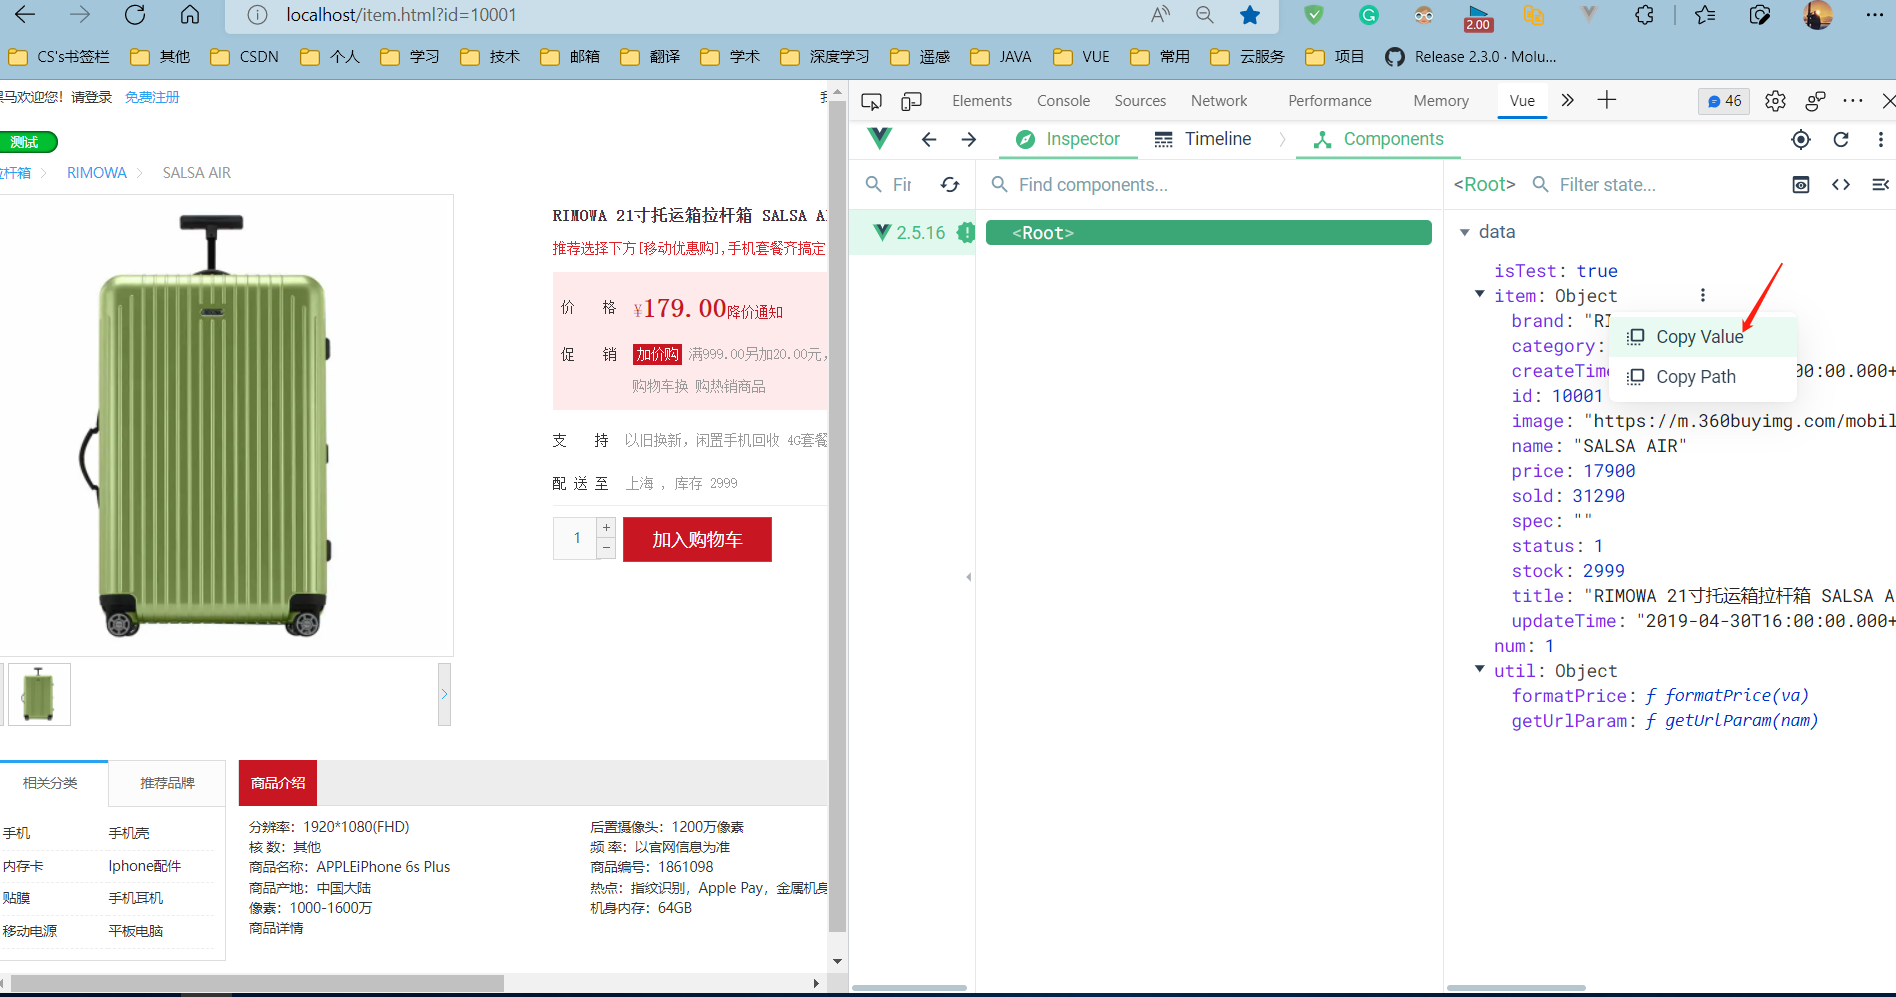 localhost/item.html?id=10001
2.00
CS's书签栏 其他 CSDN 个人 学习 技术 邮箱 翻译 学术 深度学习 遥感 JAVA VUE 常用 云服务 项目 Release 2.3.0 · Molu...
马欢迎您！请登录 免费注册
测试
拉杆箱 RIMOWA SALSA AIR
RIMOWA 21寸托运箱拉杆箱 SALSA AI
推荐选择下方[移动优惠购],手机套餐齐搞定
价 格 ¥179.00降价通知
促 销 加价购 满999.00另加20.00元,
购物车换 购热销商品
支 持 以旧换新，闲置手机回收 4G套餐
配 送 至 上海 ，库存 2999
1 + −
加入购物车
相关分类 推荐品牌 商品介绍
手机 手机壳
内存卡 Iphone配件
贴膜 手机耳机
移动电源 平板电脑
分辨率：1920*1080(FHD) 后置摄像头：1200万像素
核 数：其他 频 率：以官网信息为准
商品名称：APPLEiPhone 6s Plus 商品编号：1861098
商品产地：中国大陆 热点：指纹识别，Apple Pay，金属机身
像素：1000-1600万 机身内存：64GB
商品详情
Elements Console Sources Network Performance Memory Vue 46
Inspector Timeline Components
Fir Find components... <Root> Filter state...
2.5.16 <Root>
data
isTest: true
item: Object
brand: "RI
Copy Value
category:
createTime 00:00.000+
Copy Path
id: 10001
image: "https://m.360buyimg.com/mobil
name: "SALSA AIR"
price: 17900
sold: 31290
spec: ""
status: 1
stock: 2999
title: "RIMOWA 21寸托运箱拉杆箱 SALSA A
updateTime: "2019-04-30T16:00:00.000+
num: 1
util: Object
formatPrice: ƒ formatPrice(va)
getUrlParam: ƒ getUrlParam(nam)